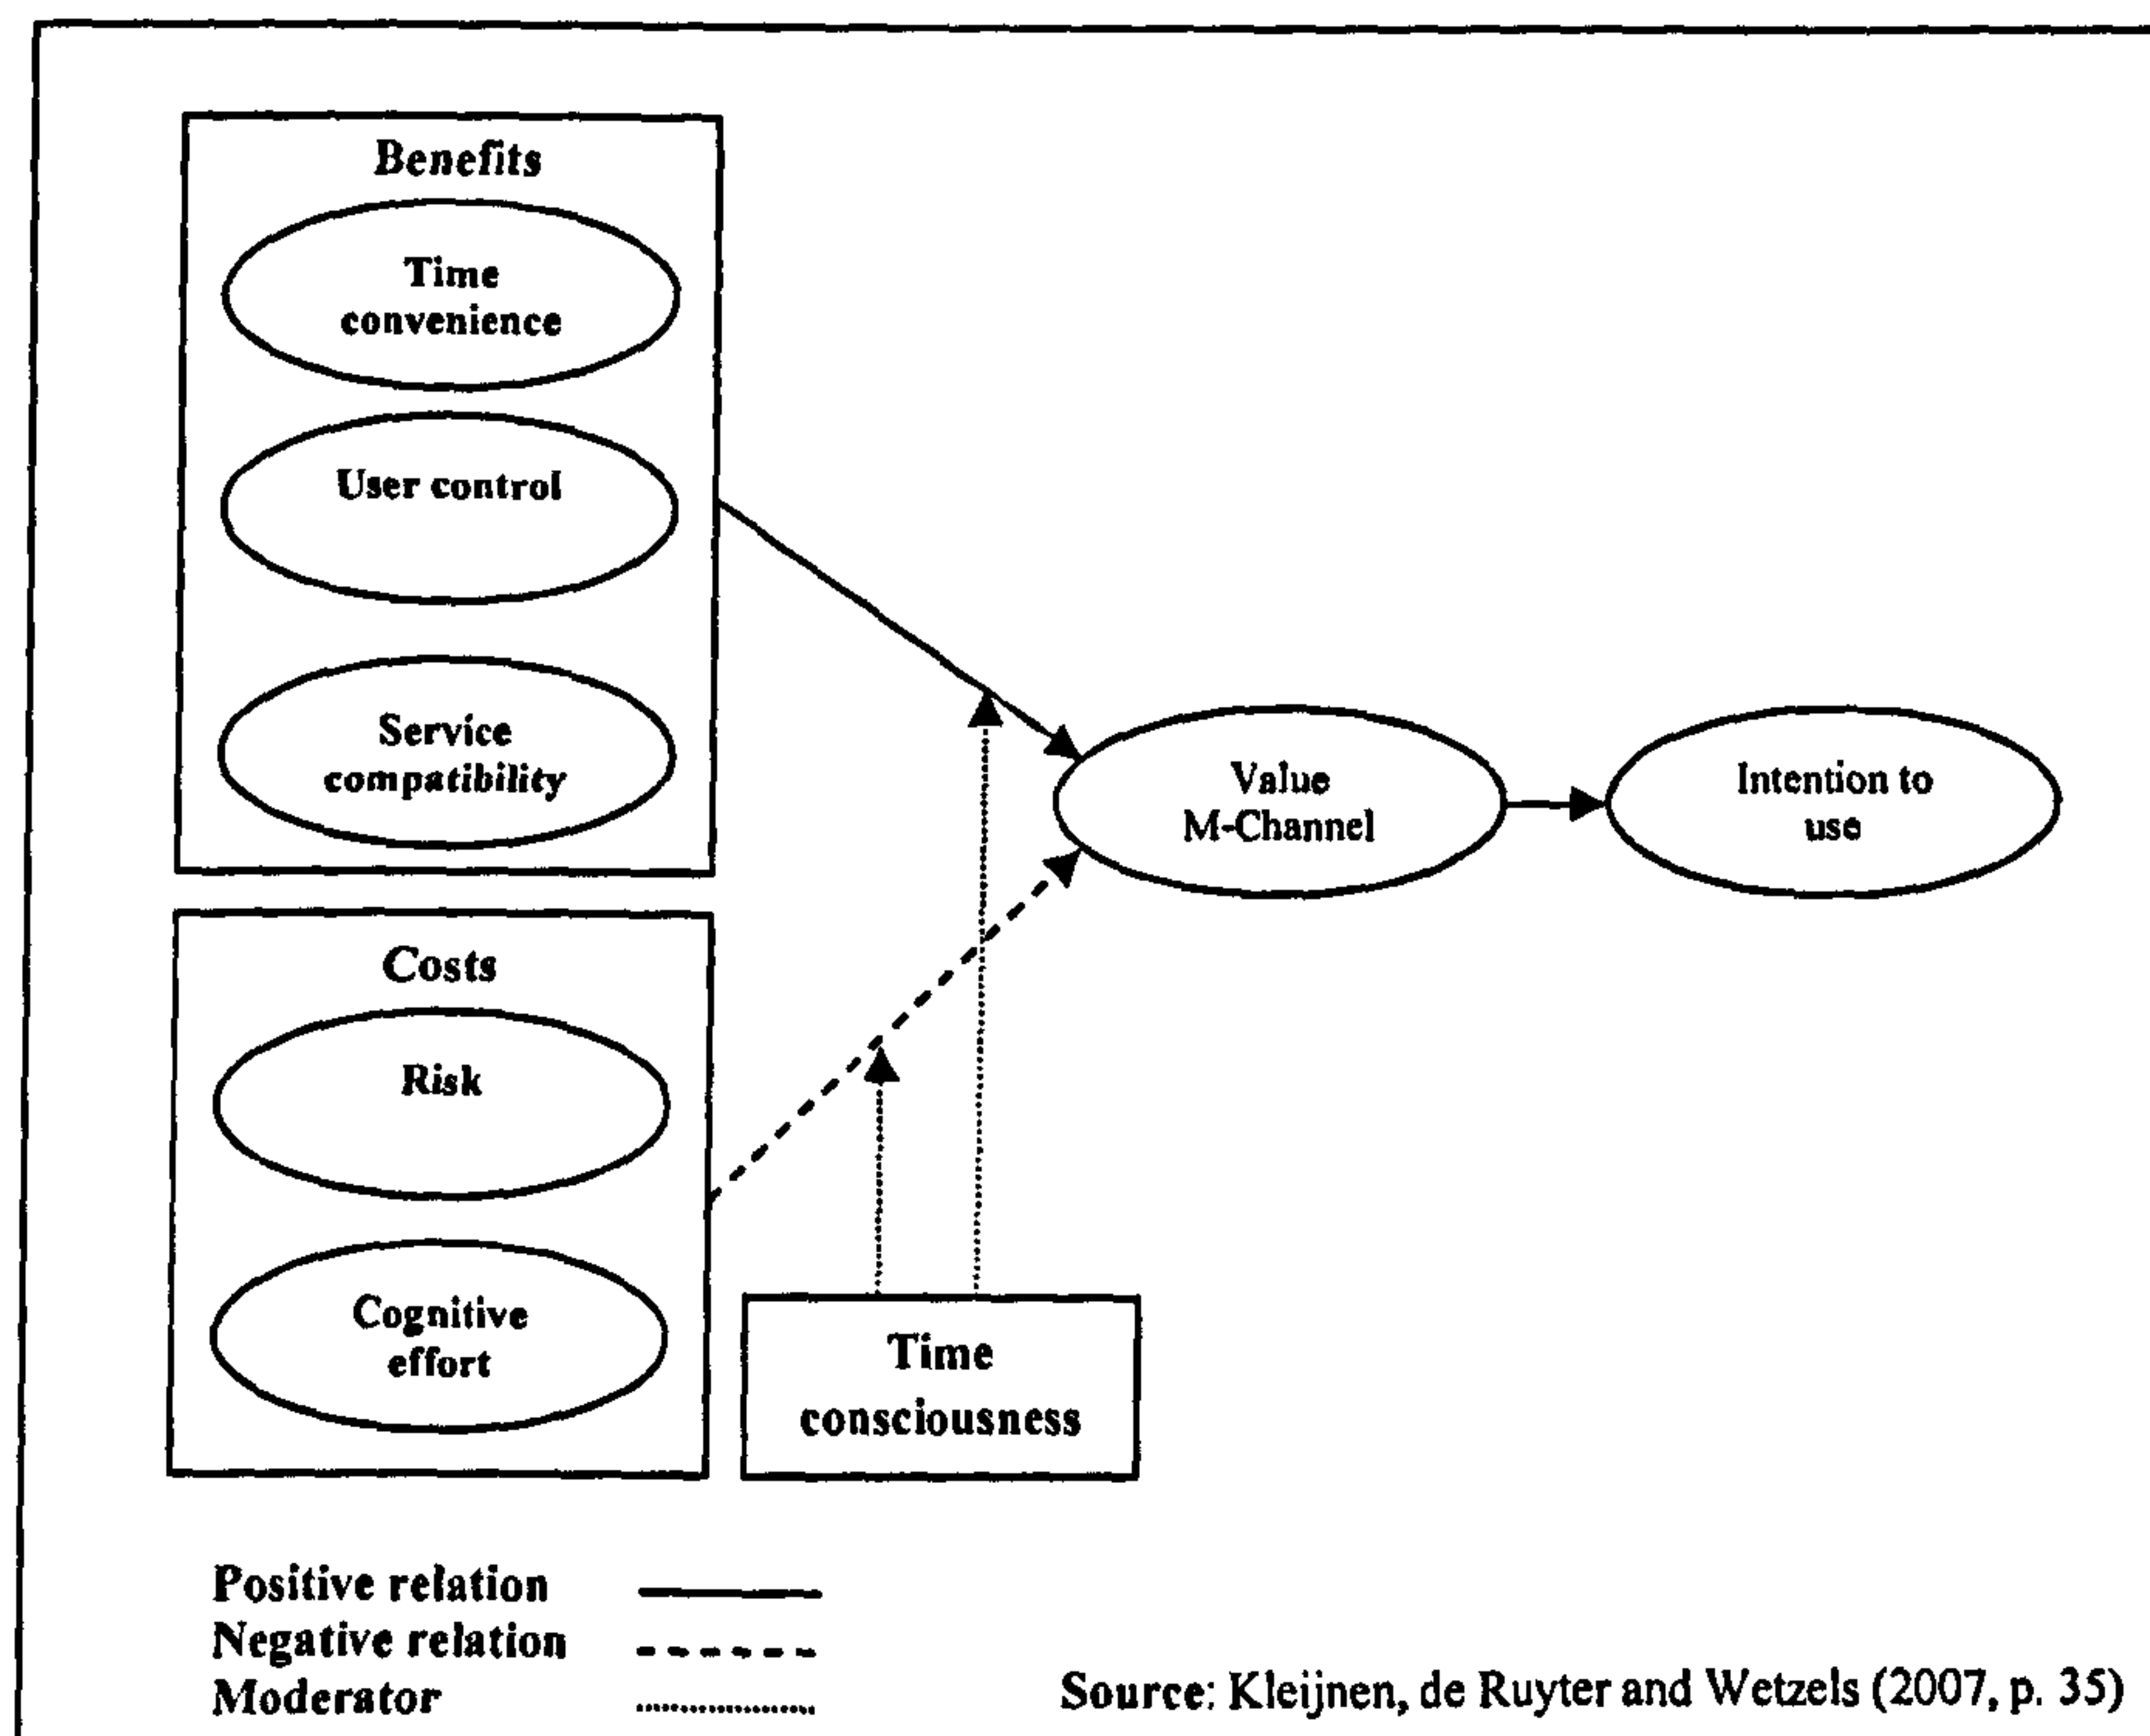 Benefits
Time
convenience
User control
Service
compatibility
Value
M-Channel
Intention to
use
Costs
Risk
Cognitive
effort
Time
consciousness
Positive relation
Negative relation
Moderator
Source: Kleijnen, de Ruyter and Wetzels (2007, p. 35)